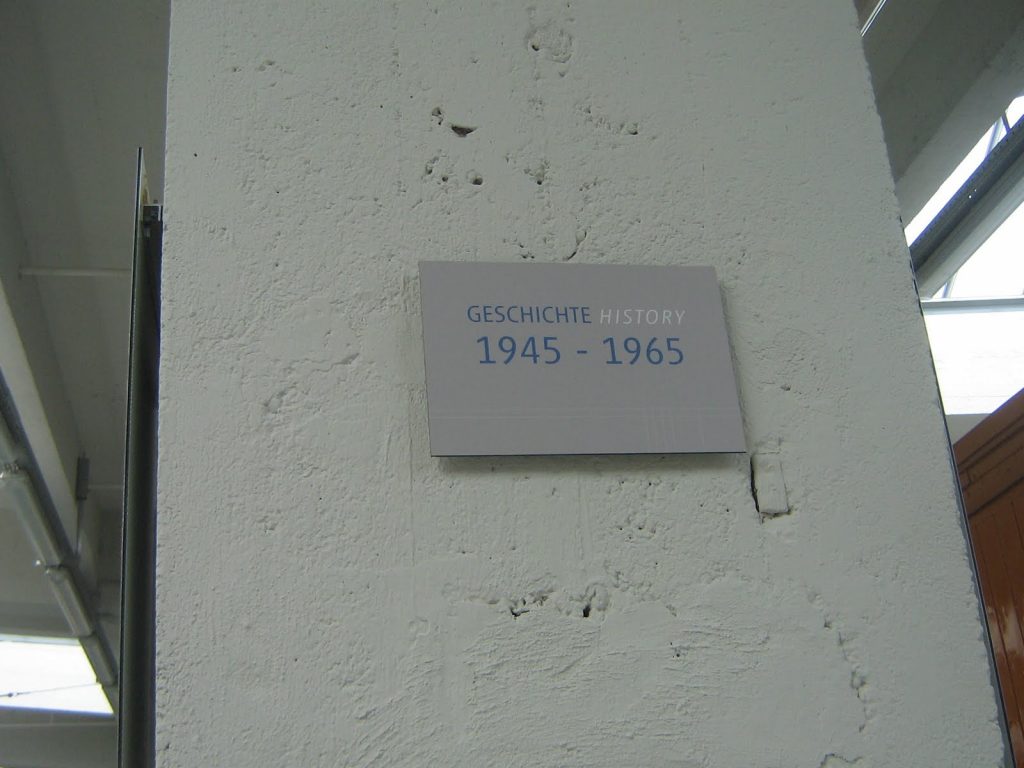 GESCHICHTE HISTORY
1945 - 1965